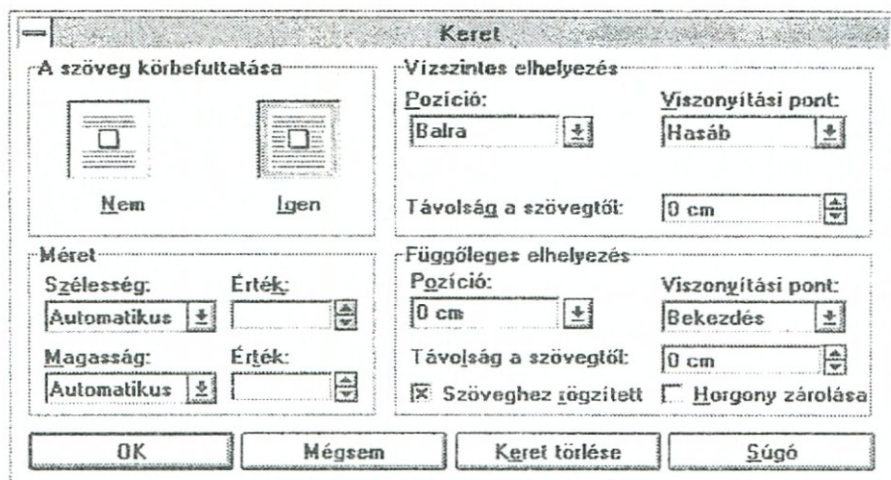 Keret
A szöveg körbefuttatása
Nem
Igen
Vízszintes elhelyezés
Pozíció:
Viszonyítási pont:
Balra
Hasáb
Távolság a szövegtől:
0 cm
Méret
Szélesség:
Érték:
Automatikus
Magasság:
Érték:
Automatikus
Függőleges elhelyezés
Pozíció:
Viszonyítási pont:
0 cm
Bekezdés
Távolság a szövegtől:
0 cm
Szöveghez rögzített
Horgony zárolása
OK
Mégsem
Keret törlése
Súgó